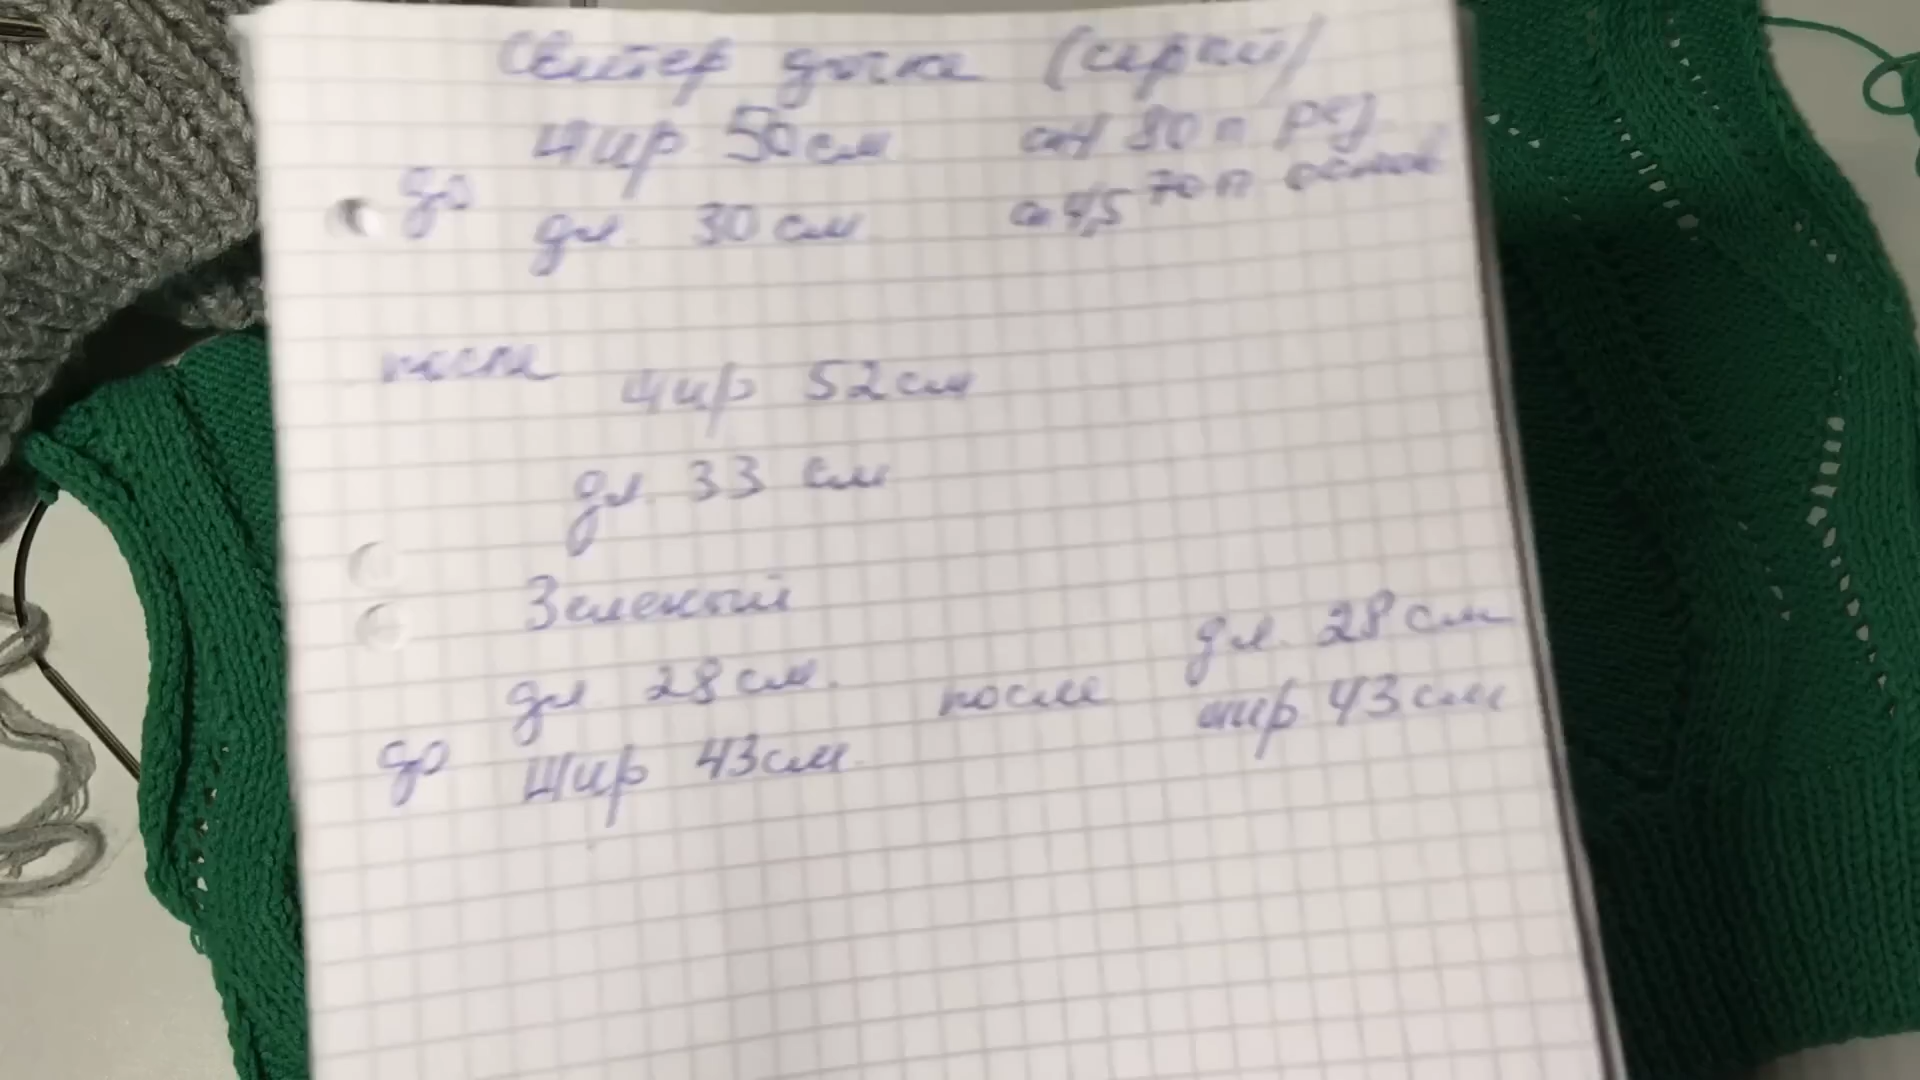 Свитер дочка (серый)
шир 50 см сп4 80 п рез
до
дл. 30 см сп 4,5 70 п основ
после шир 52 см
дл. 33 см
Зеленый
дл 28 см. после дл. 28 см
до шир 43 см. шир 43 см